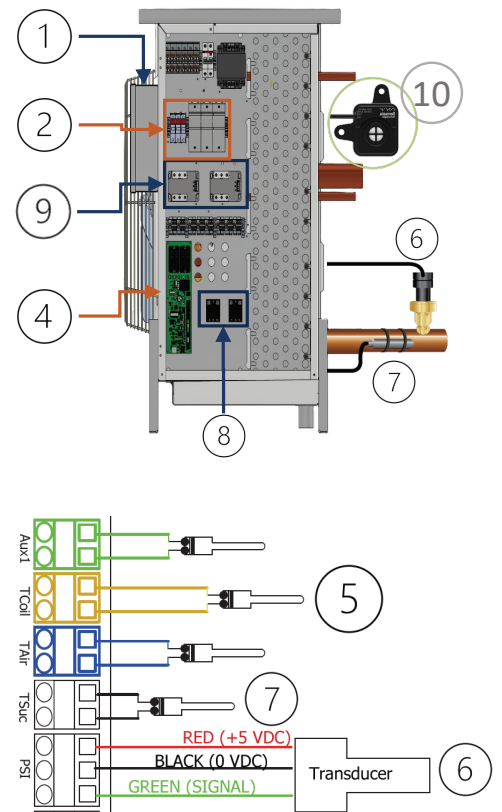 1
2
10
9
6
4
7
8
Aux1
TCoil
5
TAir
TSuc
7
RED (+5 VDC)
PSI
BLACK (0 VDC)
Transducer
6
GREEN (SIGNAL)